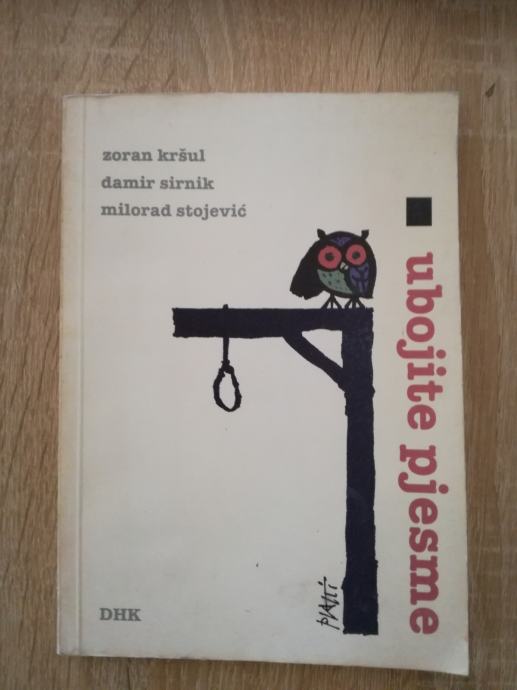 zoran kršul
damir sirnik
milorad stojević
ubojite pjesme
DHK